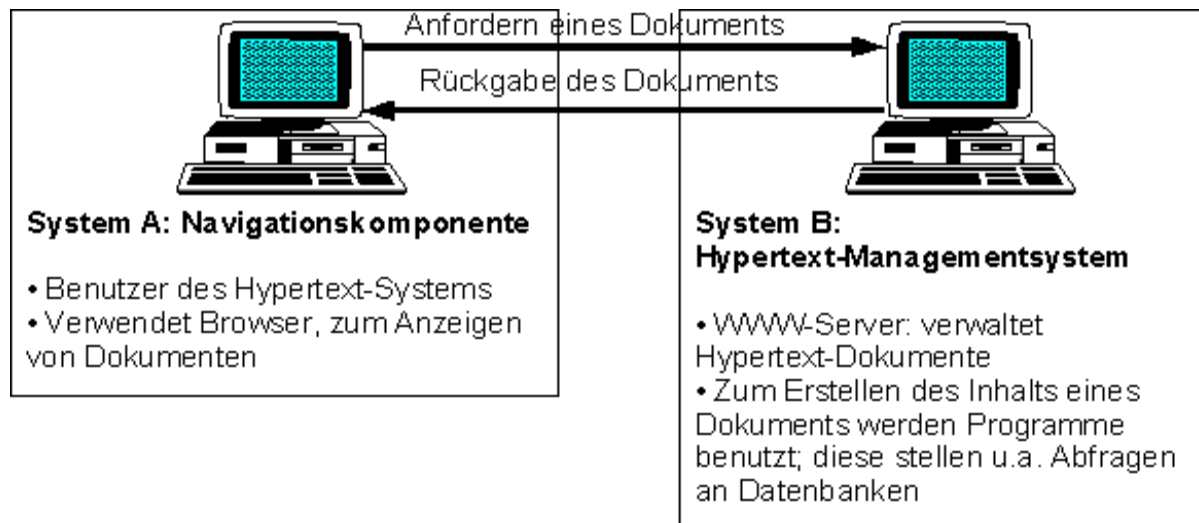 Anfordern eines Dokuments
Rückgabe des Dokuments
System A: Navigationskomponente
• Benutzer des Hypertext-Systems
• Verwendet Browser, zum Anzeigen
von Dokumenten
System B:
Hypertext-Managementsystem
• WWW-Server: verwaltet
Hypertext-Dokumente
• Zum Erstellen des Inhalts eines
Dokuments werden Programme
benutzt; diese stellen u.a. Abfragen
an Datenbanken